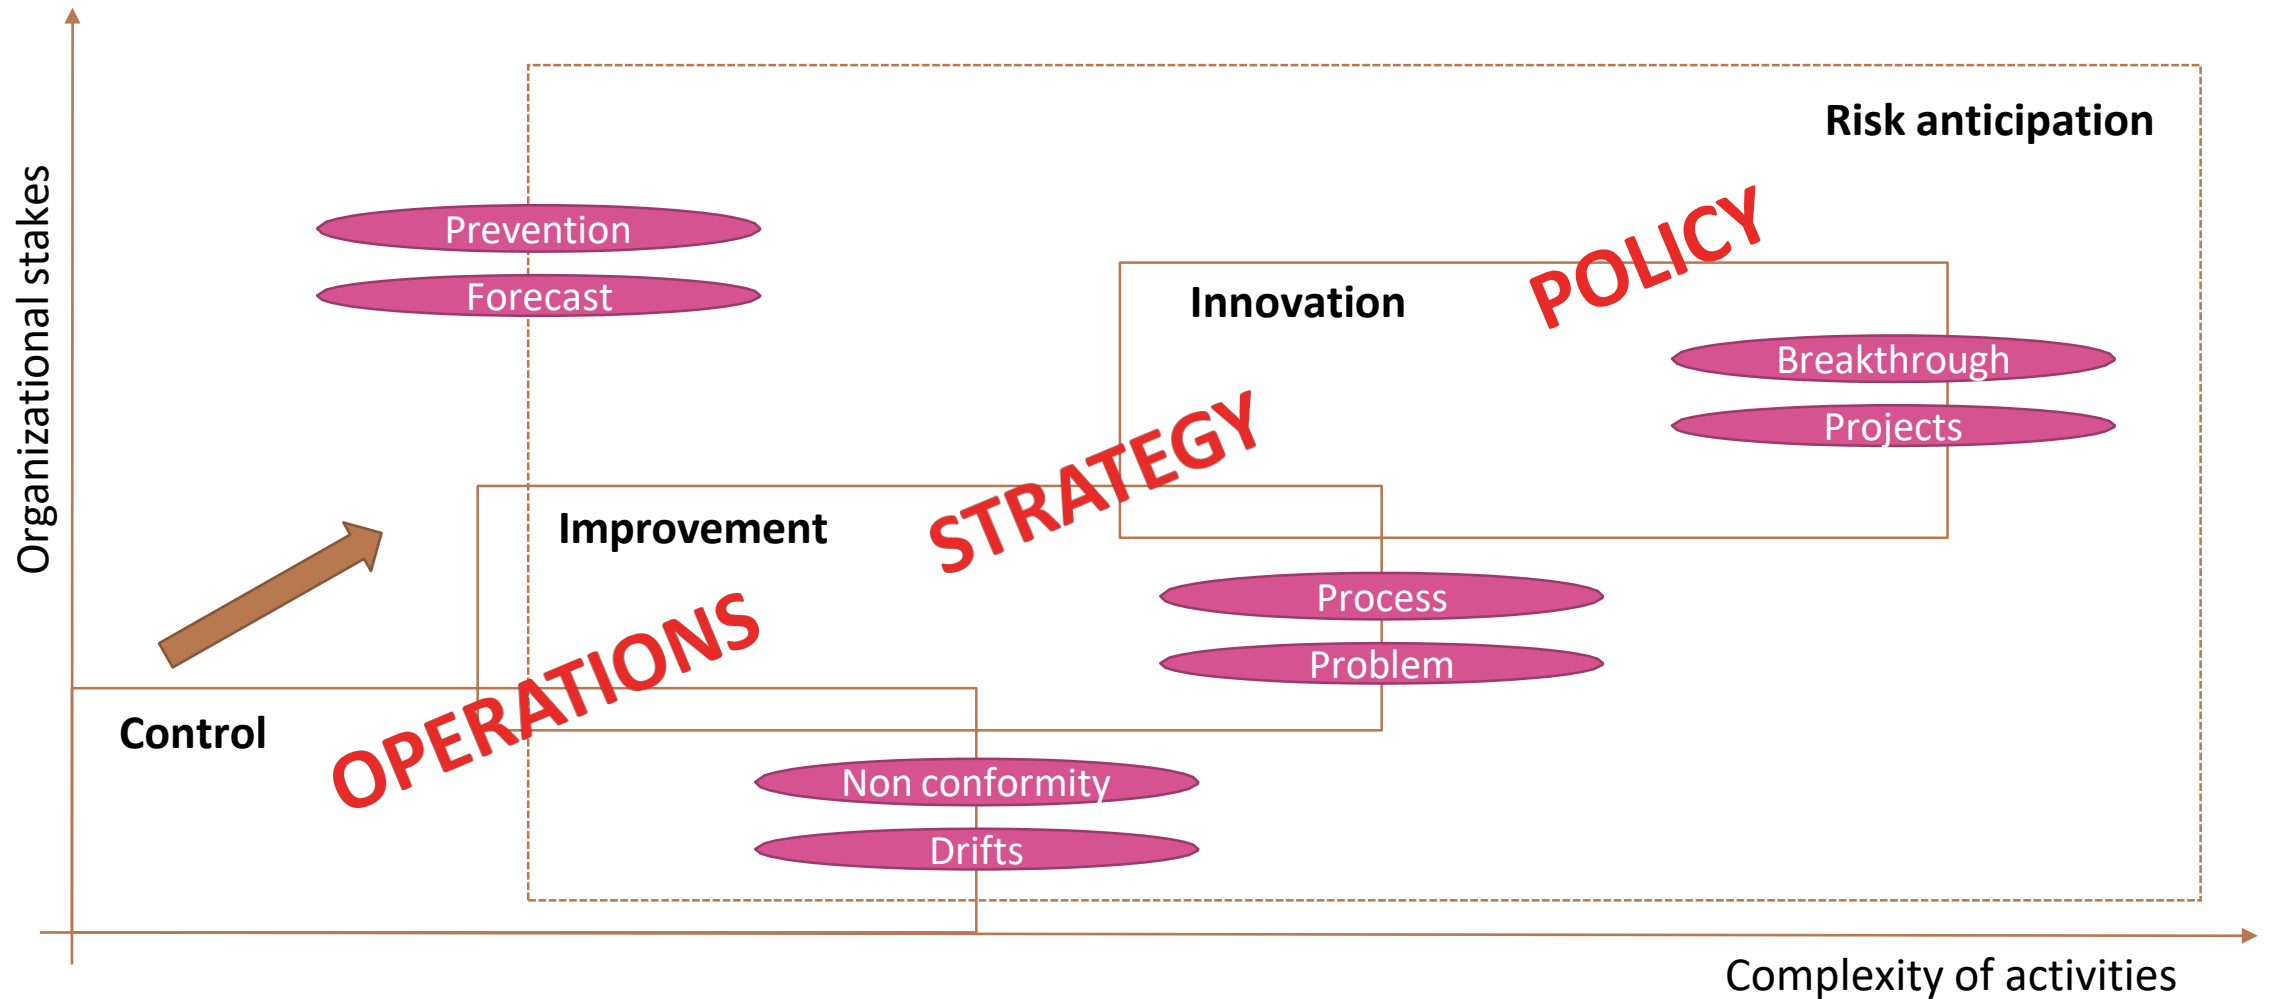 Organizational stakes
Risk anticipation
Prevention
Forecast
POLICY
Innovation
Breakthrough
Projects
STRATEGY
Improvement
Process
Problem
OPERATIONS
Control
Non conformity
Drifts
Complexity of activities